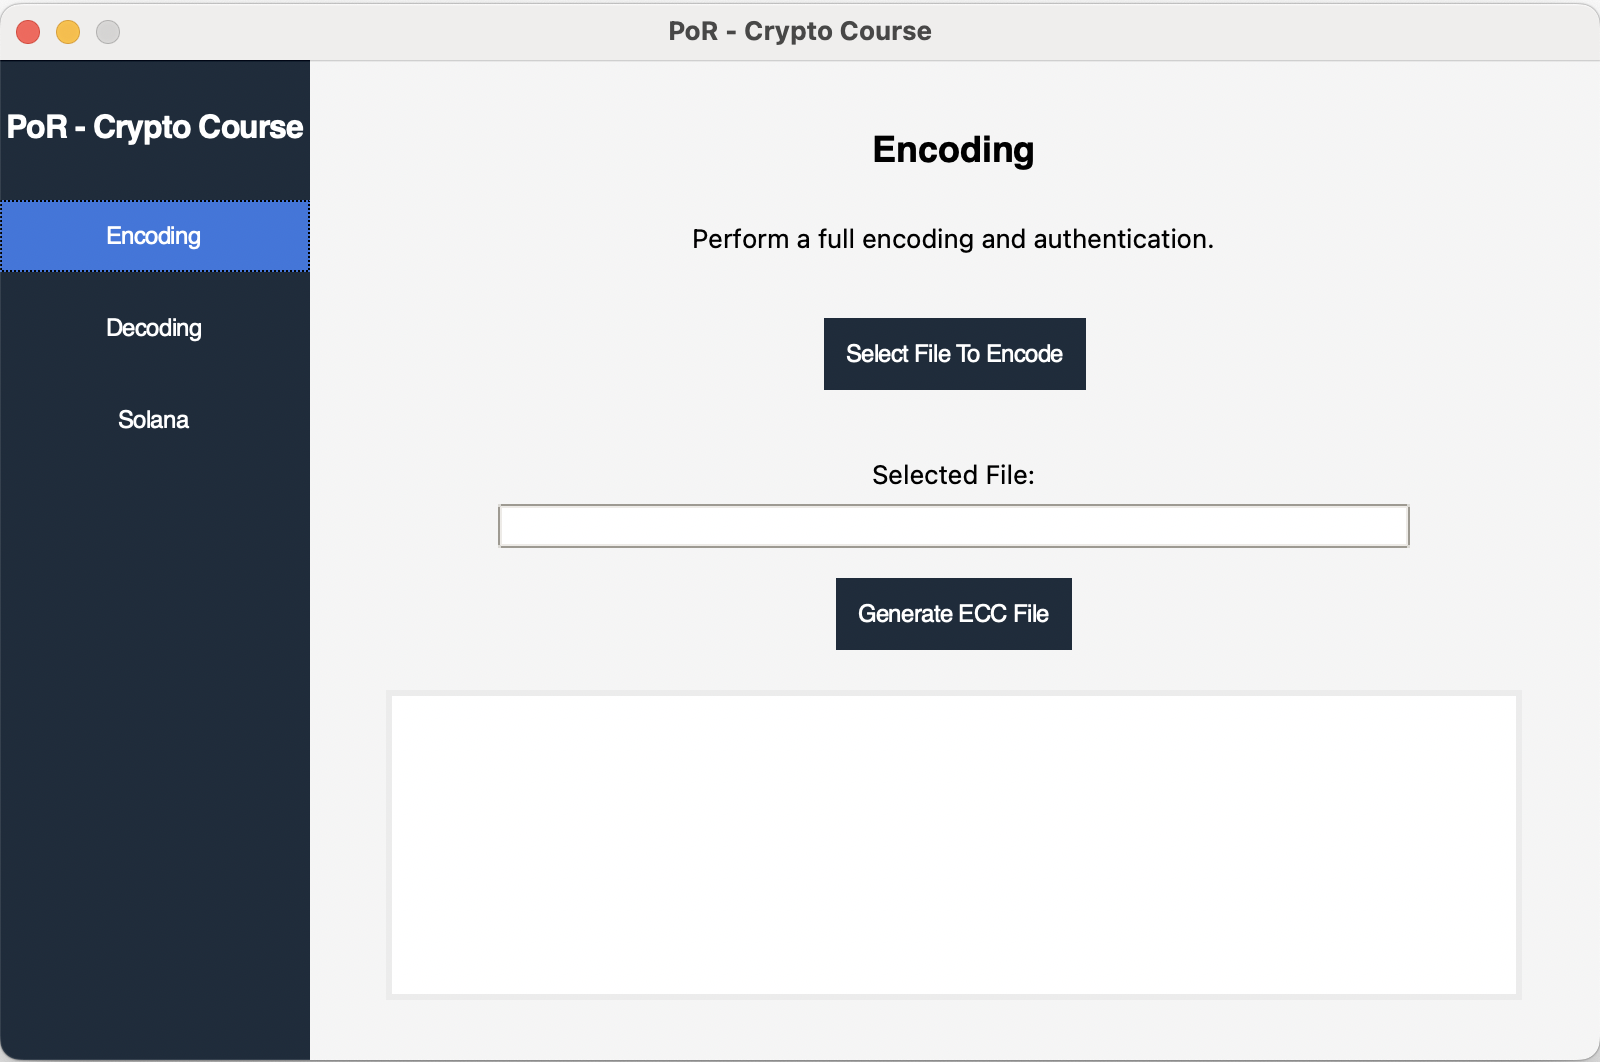 PoR - Crypto Course
PoR - Crypto Course
Encoding
Decoding
Solana
Encoding
Perform a full encoding and authentication.
Select File To Encode
Selected File:
Generate ECC File